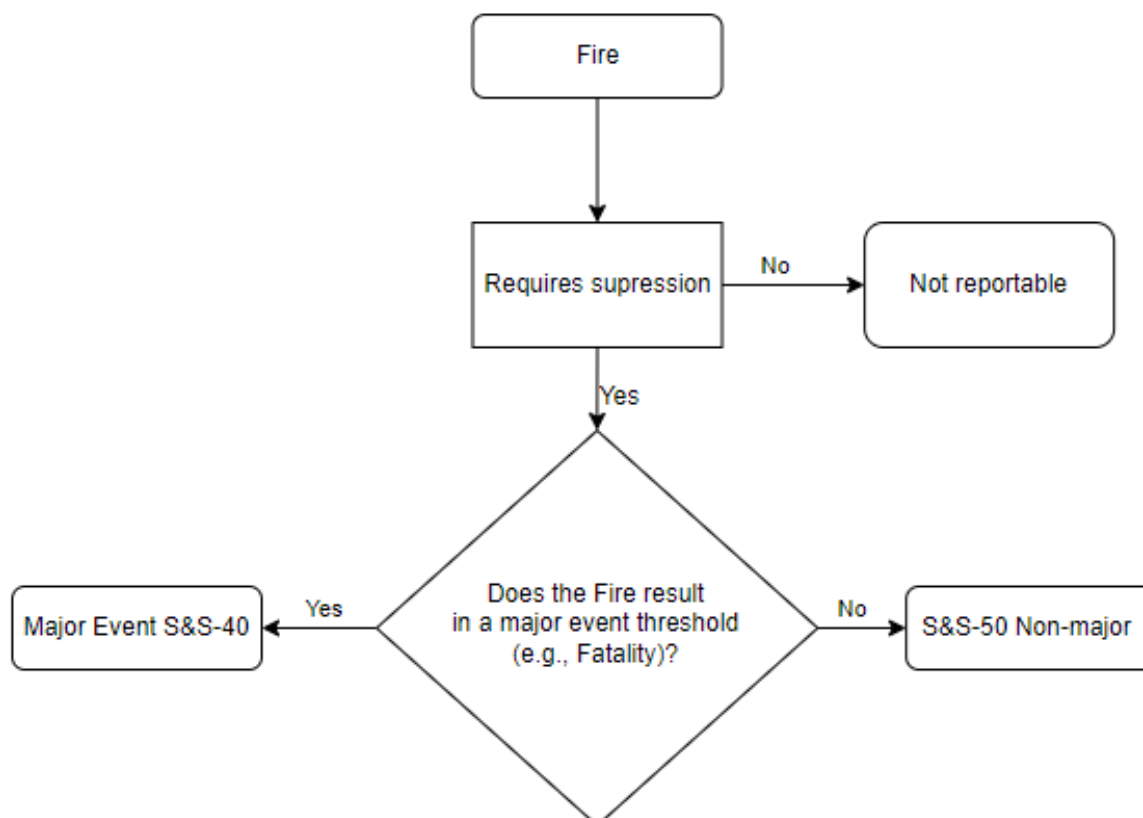 Fire
Requires supression
No
Not reportable
Yes
Does the Fire result
in a major event threshold
(e.g., Fatality)?
Yes
Major Event S&S-40
No
S&S-50 Non-major